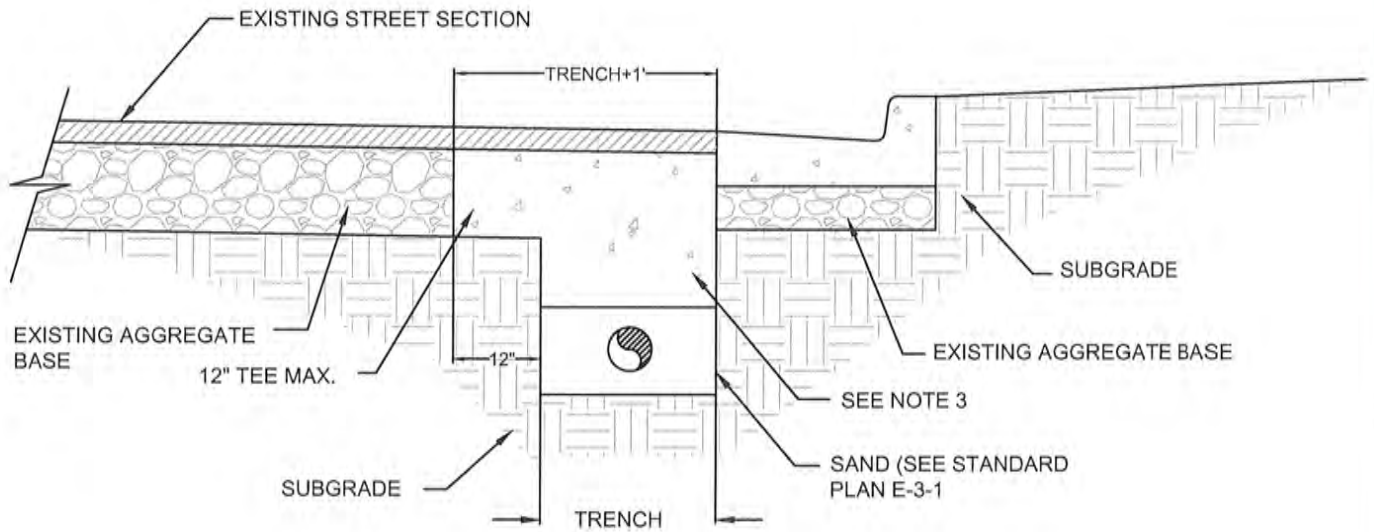 EXISTING STREET SECTION
TRENCH+1'
EXISTING AGGREGATE
BASE
12"
12" TEE MAX.
SUBGRADE
EXISTING AGGREGATE BASE
SEE NOTE 3
SAND (SEE STANDARD
PLAN E-3-1
SUBGRADE
TRENCH